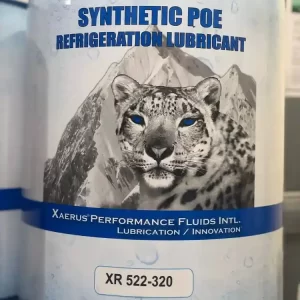 SYNTHETIC POE
REFRIGERATION LUBRICANT
XAERUS® PERFORMANCE FLUIDS INTL.
LUBRICATION / INNOVATION
XR 522-320